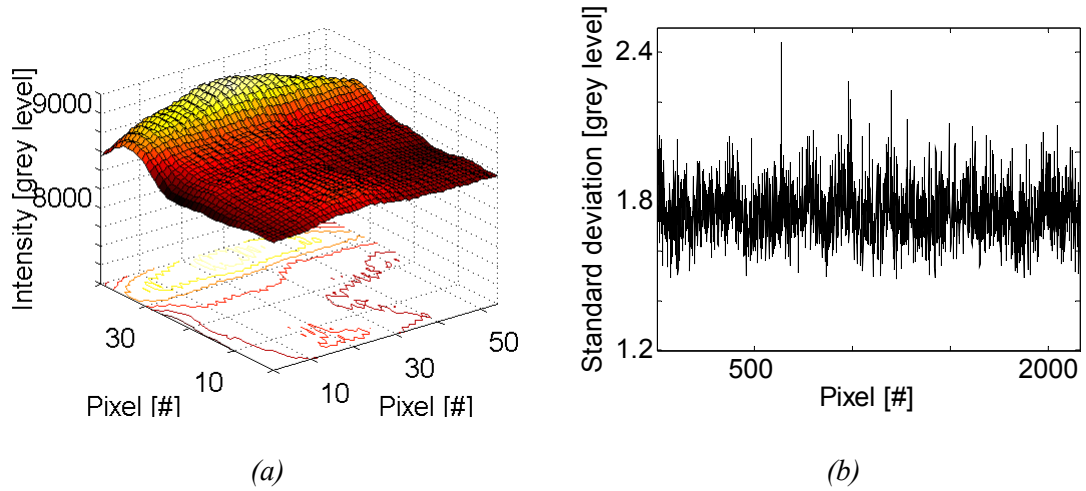 Intensity [grey level]
9000
8000
30
10
Pixel [#]
10
30
50
Pixel [#]
(a)
Standard deviation [grey level]
2.4
1.8
1.2
500
2000
Pixel [#]
(b)